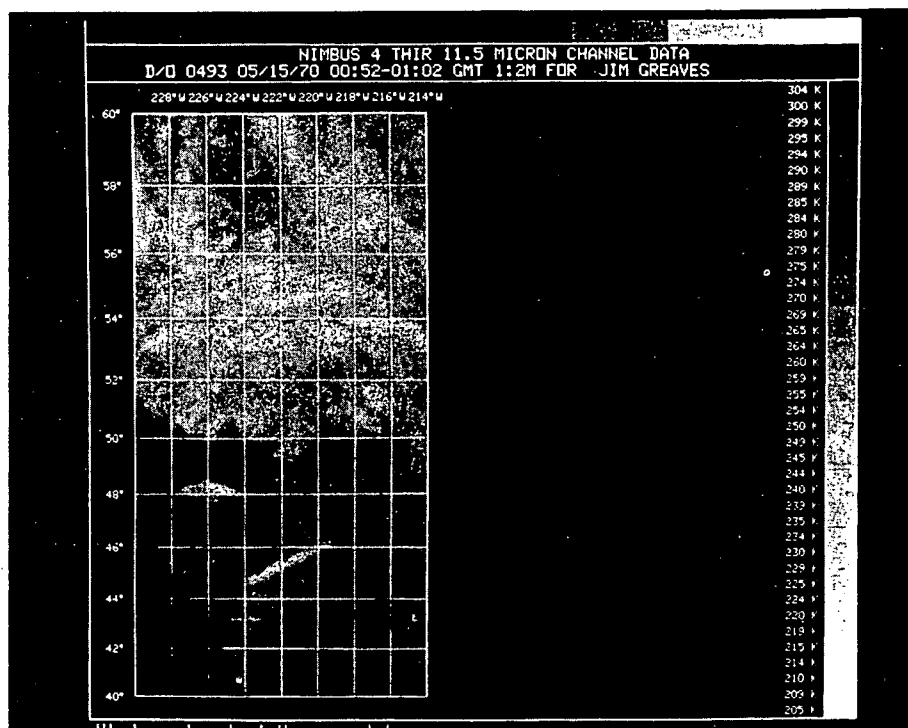 NIMBUS 4 THIR 11.5 MICRON CHANNEL DATA
D/O 0493 05/15/70 00:52-01:02 GMT 1:2M FOR JIM GREAVES
228°W 226°W 224°W 222°W 220°W 218°W 216°W 214°W
60°
58°
56°
54°
52°
50°
48°
46°
44°
42°
40°
304 K
300 K
299 K
295 K
294 K
290 K
289 K
285 K
284 K
280 K
279 K
275 K
274 K
270 K
269 K
265 K
264 K
260 K
259 K
255 K
254 K
250 K
249 K
245 K
244 K
240 K
239 K
235 K
234 K
230 K
229 K
225 K
224 K
220 K
219 K
215 K
214 K
210 K
209 K
205 K